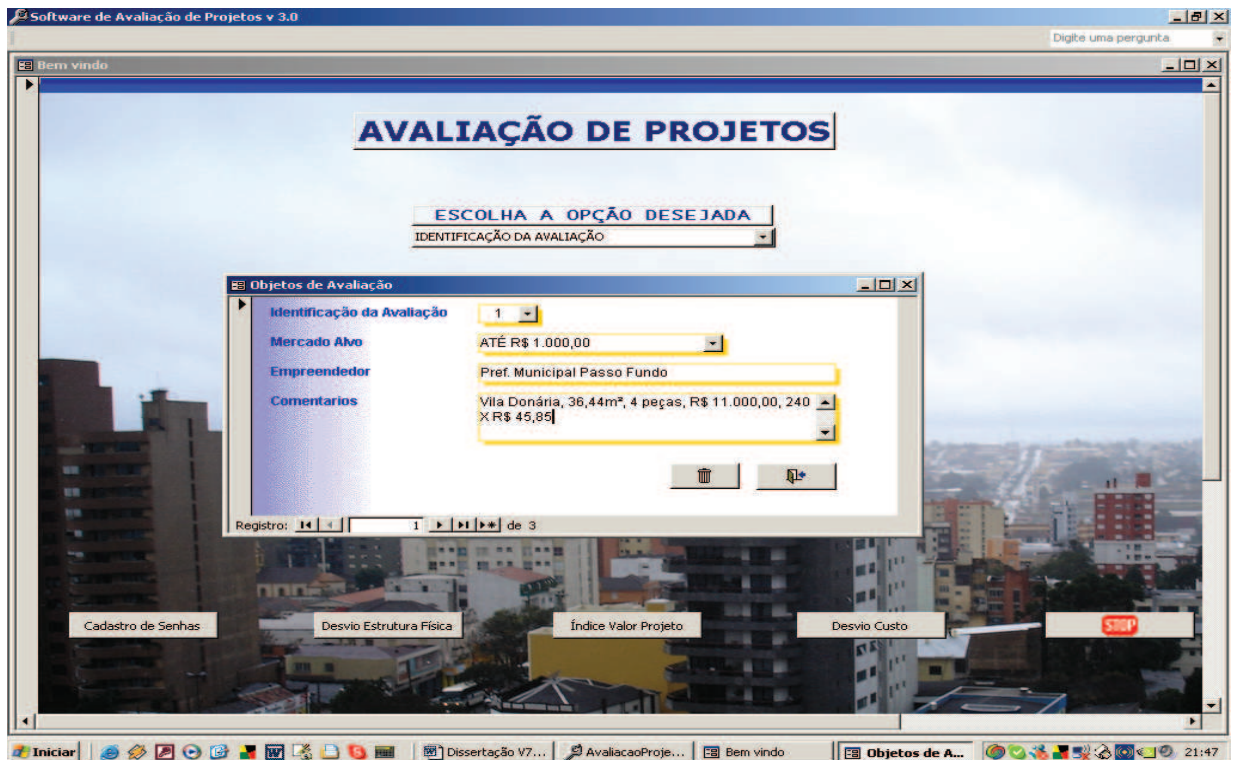 Software de Avaliação de Projetos v 3.0
Digite uma pergunta
Bem vindo
AVALIAÇÃO DE PROJETOS
ESCOLHA A OPÇÃO DESEJADA
IDENTIFICAÇÃO DA AVALIAÇÃO
Objetos de Avaliação
Identificação da Avaliação 1
Mercado Alvo ATÉ R$ 1.000,00
Empreendedor Pref. Municipal Passo Fundo
Comentarios Vila Donária, 36,44m², 4 peças, R$ 11.000,00, 240
X R$ 45,85
Registro: 1 de 3
Cadastro de Senhas Desvio Estrutura Física Índice Valor Projeto Desvio Custo STOP
Iniciar Dissertação V7... AvaliacaoProje... Bem vindo Objetos de A... 21:47